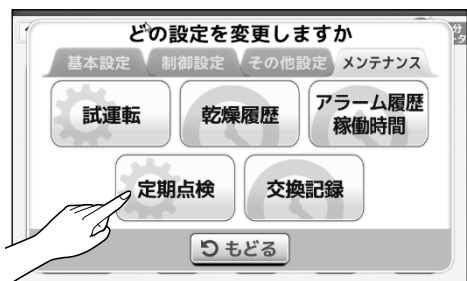 どの設定を変更しますか
基本設定 制御設定 その他設定 メンテナンス
試運転 乾燥履歴 アラーム履歴
稼働時間
定期点検 交換記録
もどる